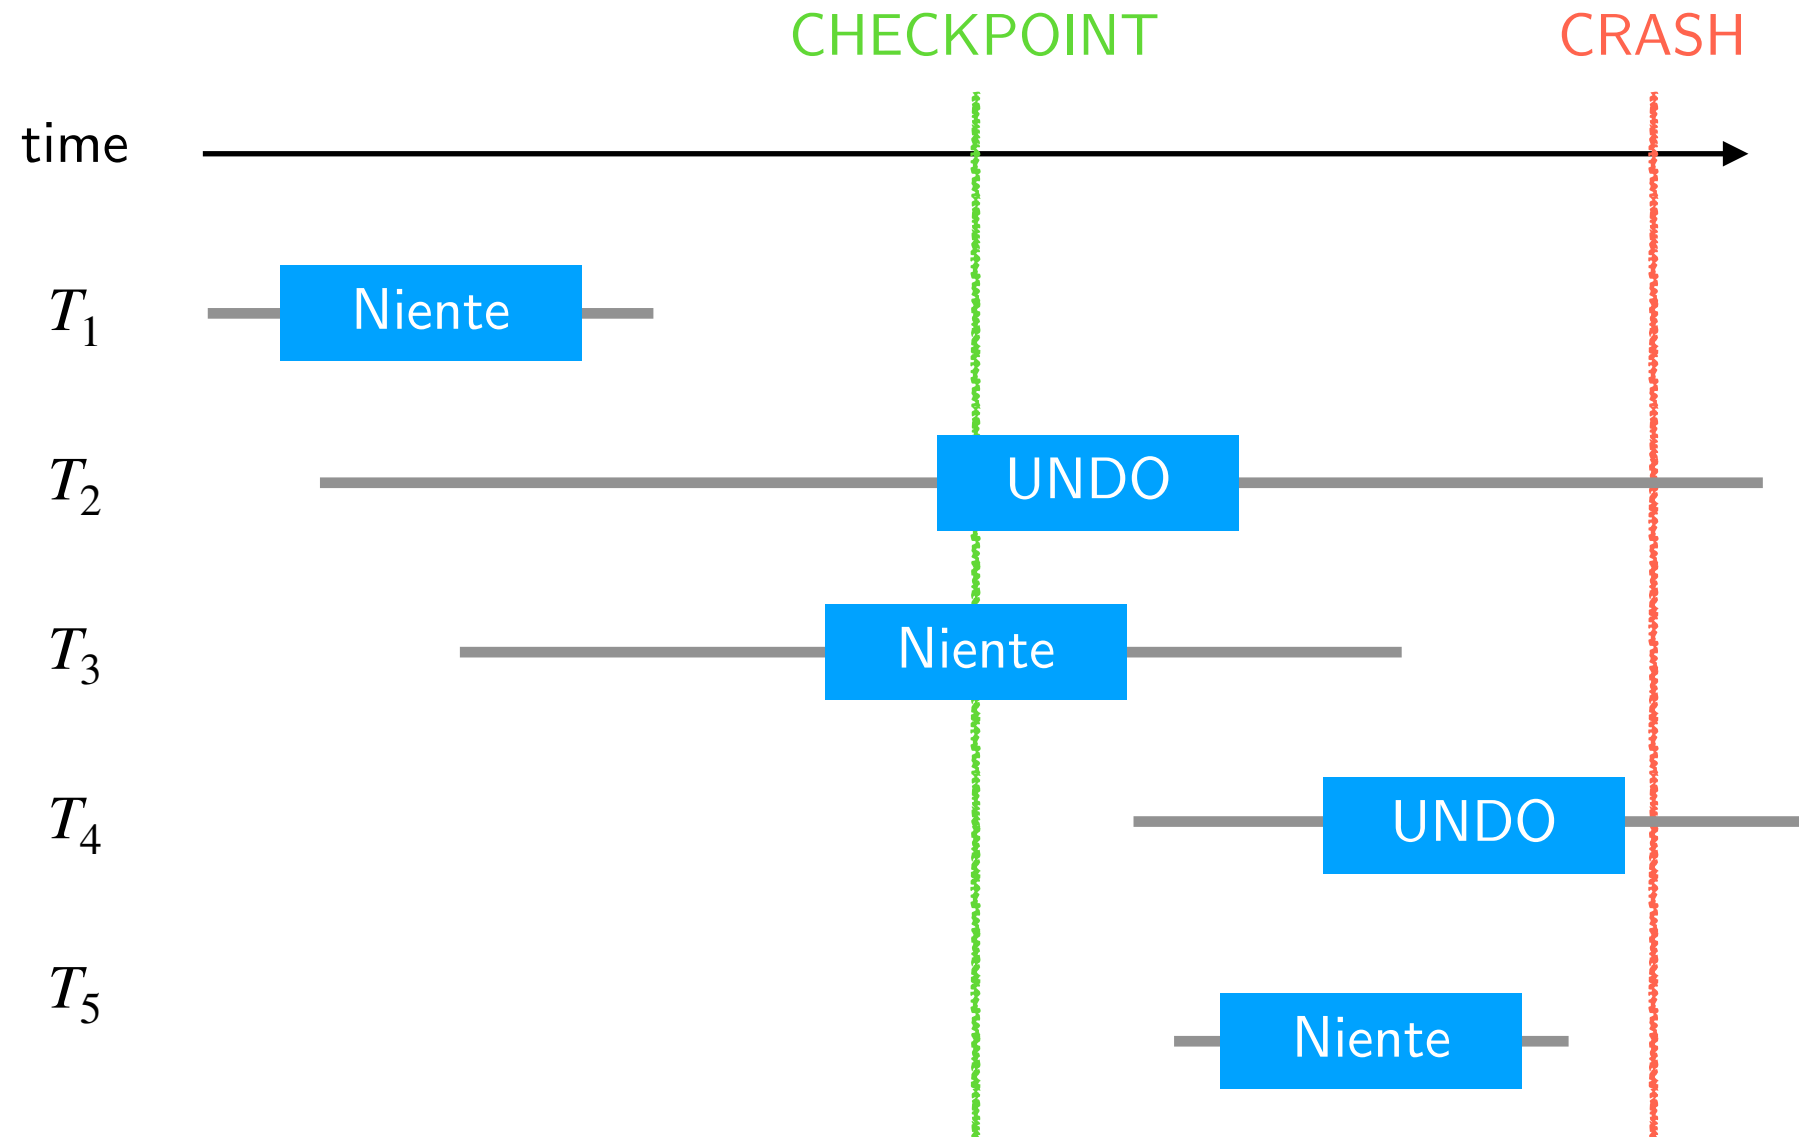 CHECKPOINT CRASH
time
T₁ Niente
T₂ UNDO
T₃ Niente
T₄ UNDO
T₅ Niente